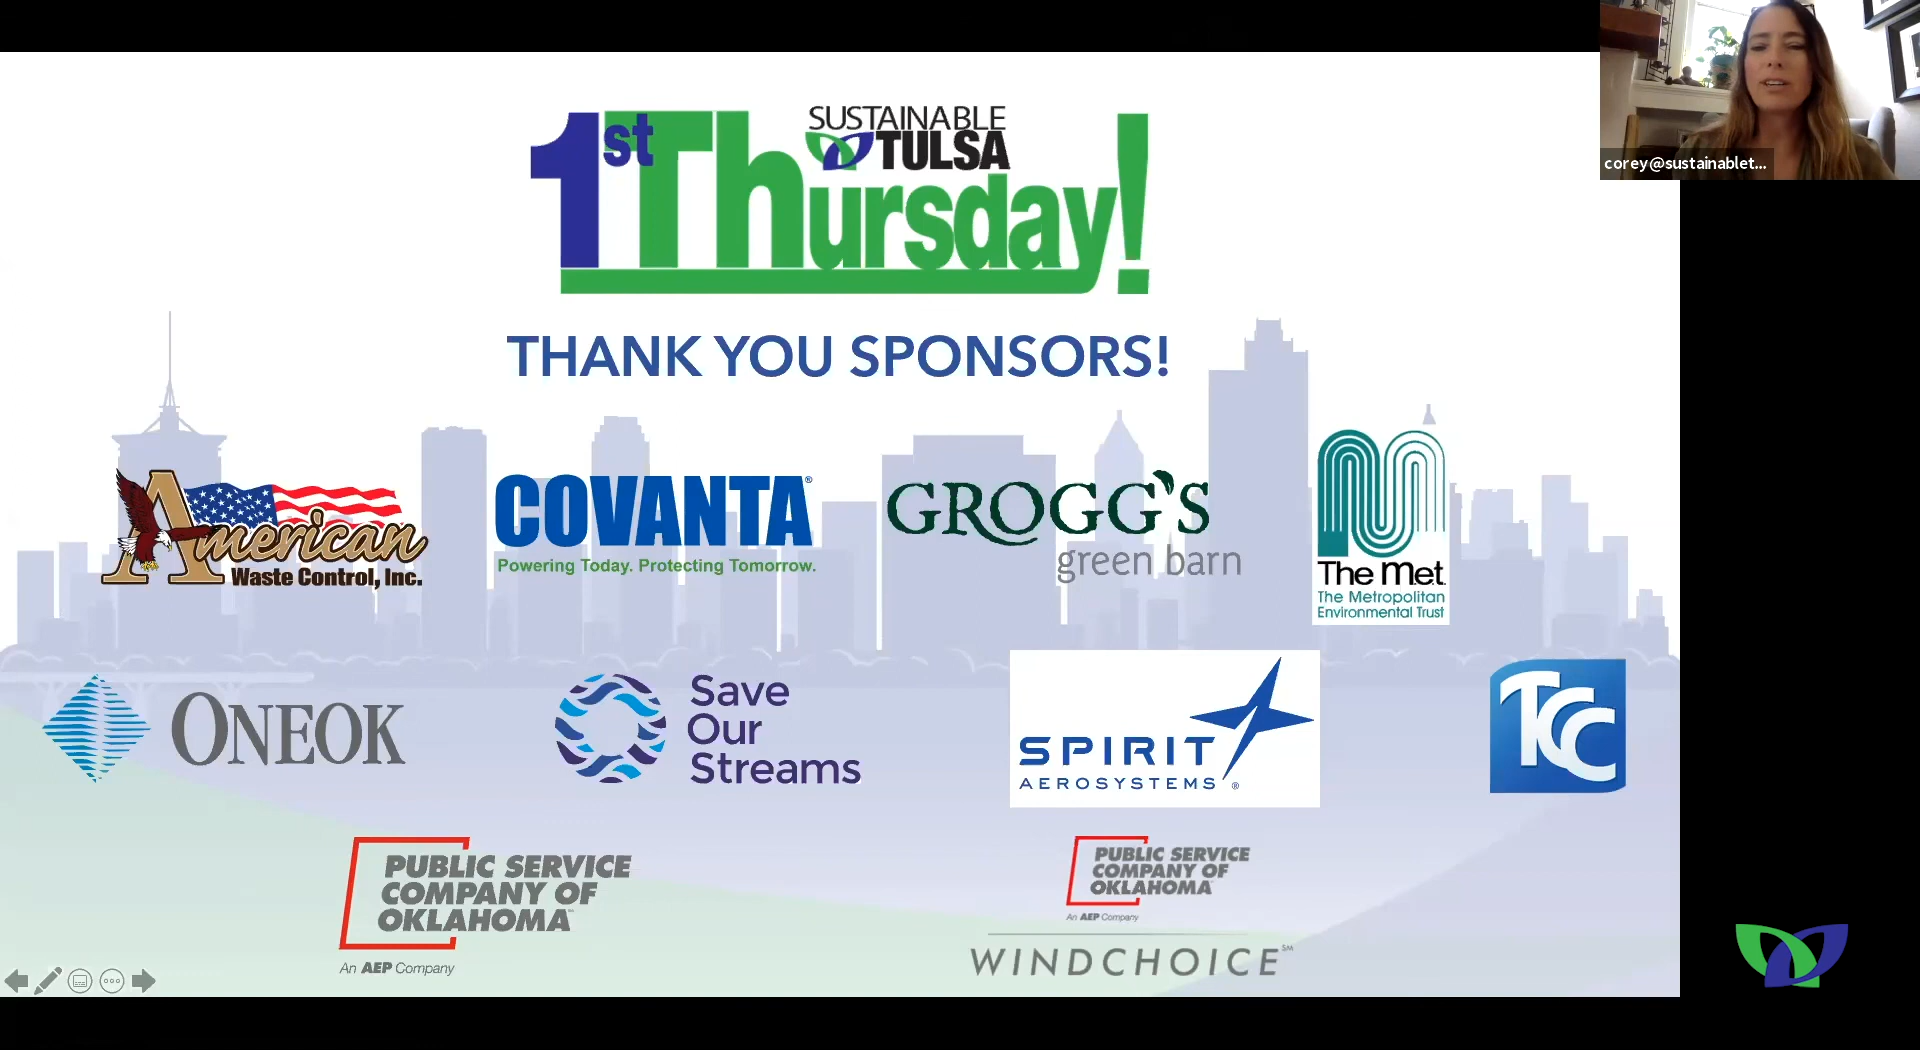 SUSTAINABLE
TULSA
1st Thursday!
corey@sustainablet...
THANK YOU SPONSORS!
American
Waste Control, Inc.
COVANTA®
Powering Today. Protecting Tomorrow.
GROGG'S
green barn
The Met.
The Metropolitan
Environmental Trust
ONEOK
Save
Our
Streams
SPIRIT
AEROSYSTEMS®
TCC
PUBLIC SERVICE
COMPANY OF
OKLAHOMA
An AEP Company
PUBLIC SERVICE
COMPANY OF
OKLAHOMA
An AEP Company
WINDCHOICE℠